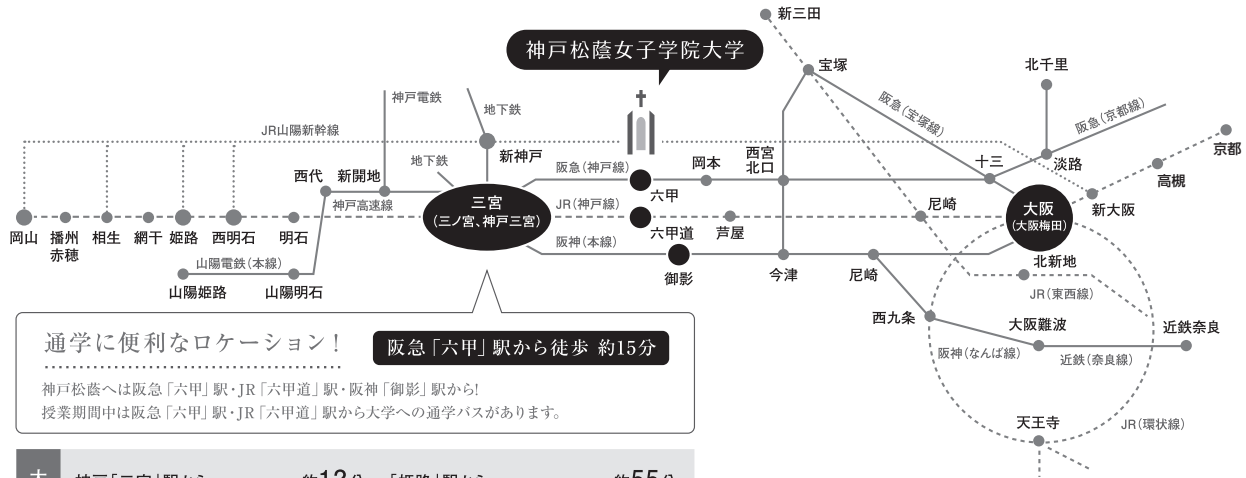 新三田
神戸松蔭女子学院大学
宝塚
北千里
神戸電鉄
地下鉄
阪急（宝塚線）
阪急（京都線）
JR山陽新幹線
新神戸
京都
地下鉄
阪急（神戸線）
岡本
西宮
北口
十三
淡路
高槻
西代
新開地
六甲
神戸高速線
三宮
（三ノ宮、神戸三宮）
JR（神戸線）
尼崎
大阪
（大阪梅田）
新大阪
岡山
播州
赤穂
相生
網干
姫路
西明石
明石
六甲道
芦屋
阪神（本線）
山陽電鉄（本線）
御影
今津
尼崎
北新地
山陽姫路
山陽明石
JR（東西線）
西九条
大阪難波
近鉄奈良
阪神（なんば線）
近鉄（奈良線）
通学に便利なロケーション！
阪急「六甲」駅から徒歩 約15分
神戸松蔭へは阪急「六甲」駅・JR「六甲道」駅・阪神「御影」駅から！
授業期間中は阪急「六甲」駅・JR「六甲道」駅から大学への通学バスがあります。
天王寺
JR（環状線）